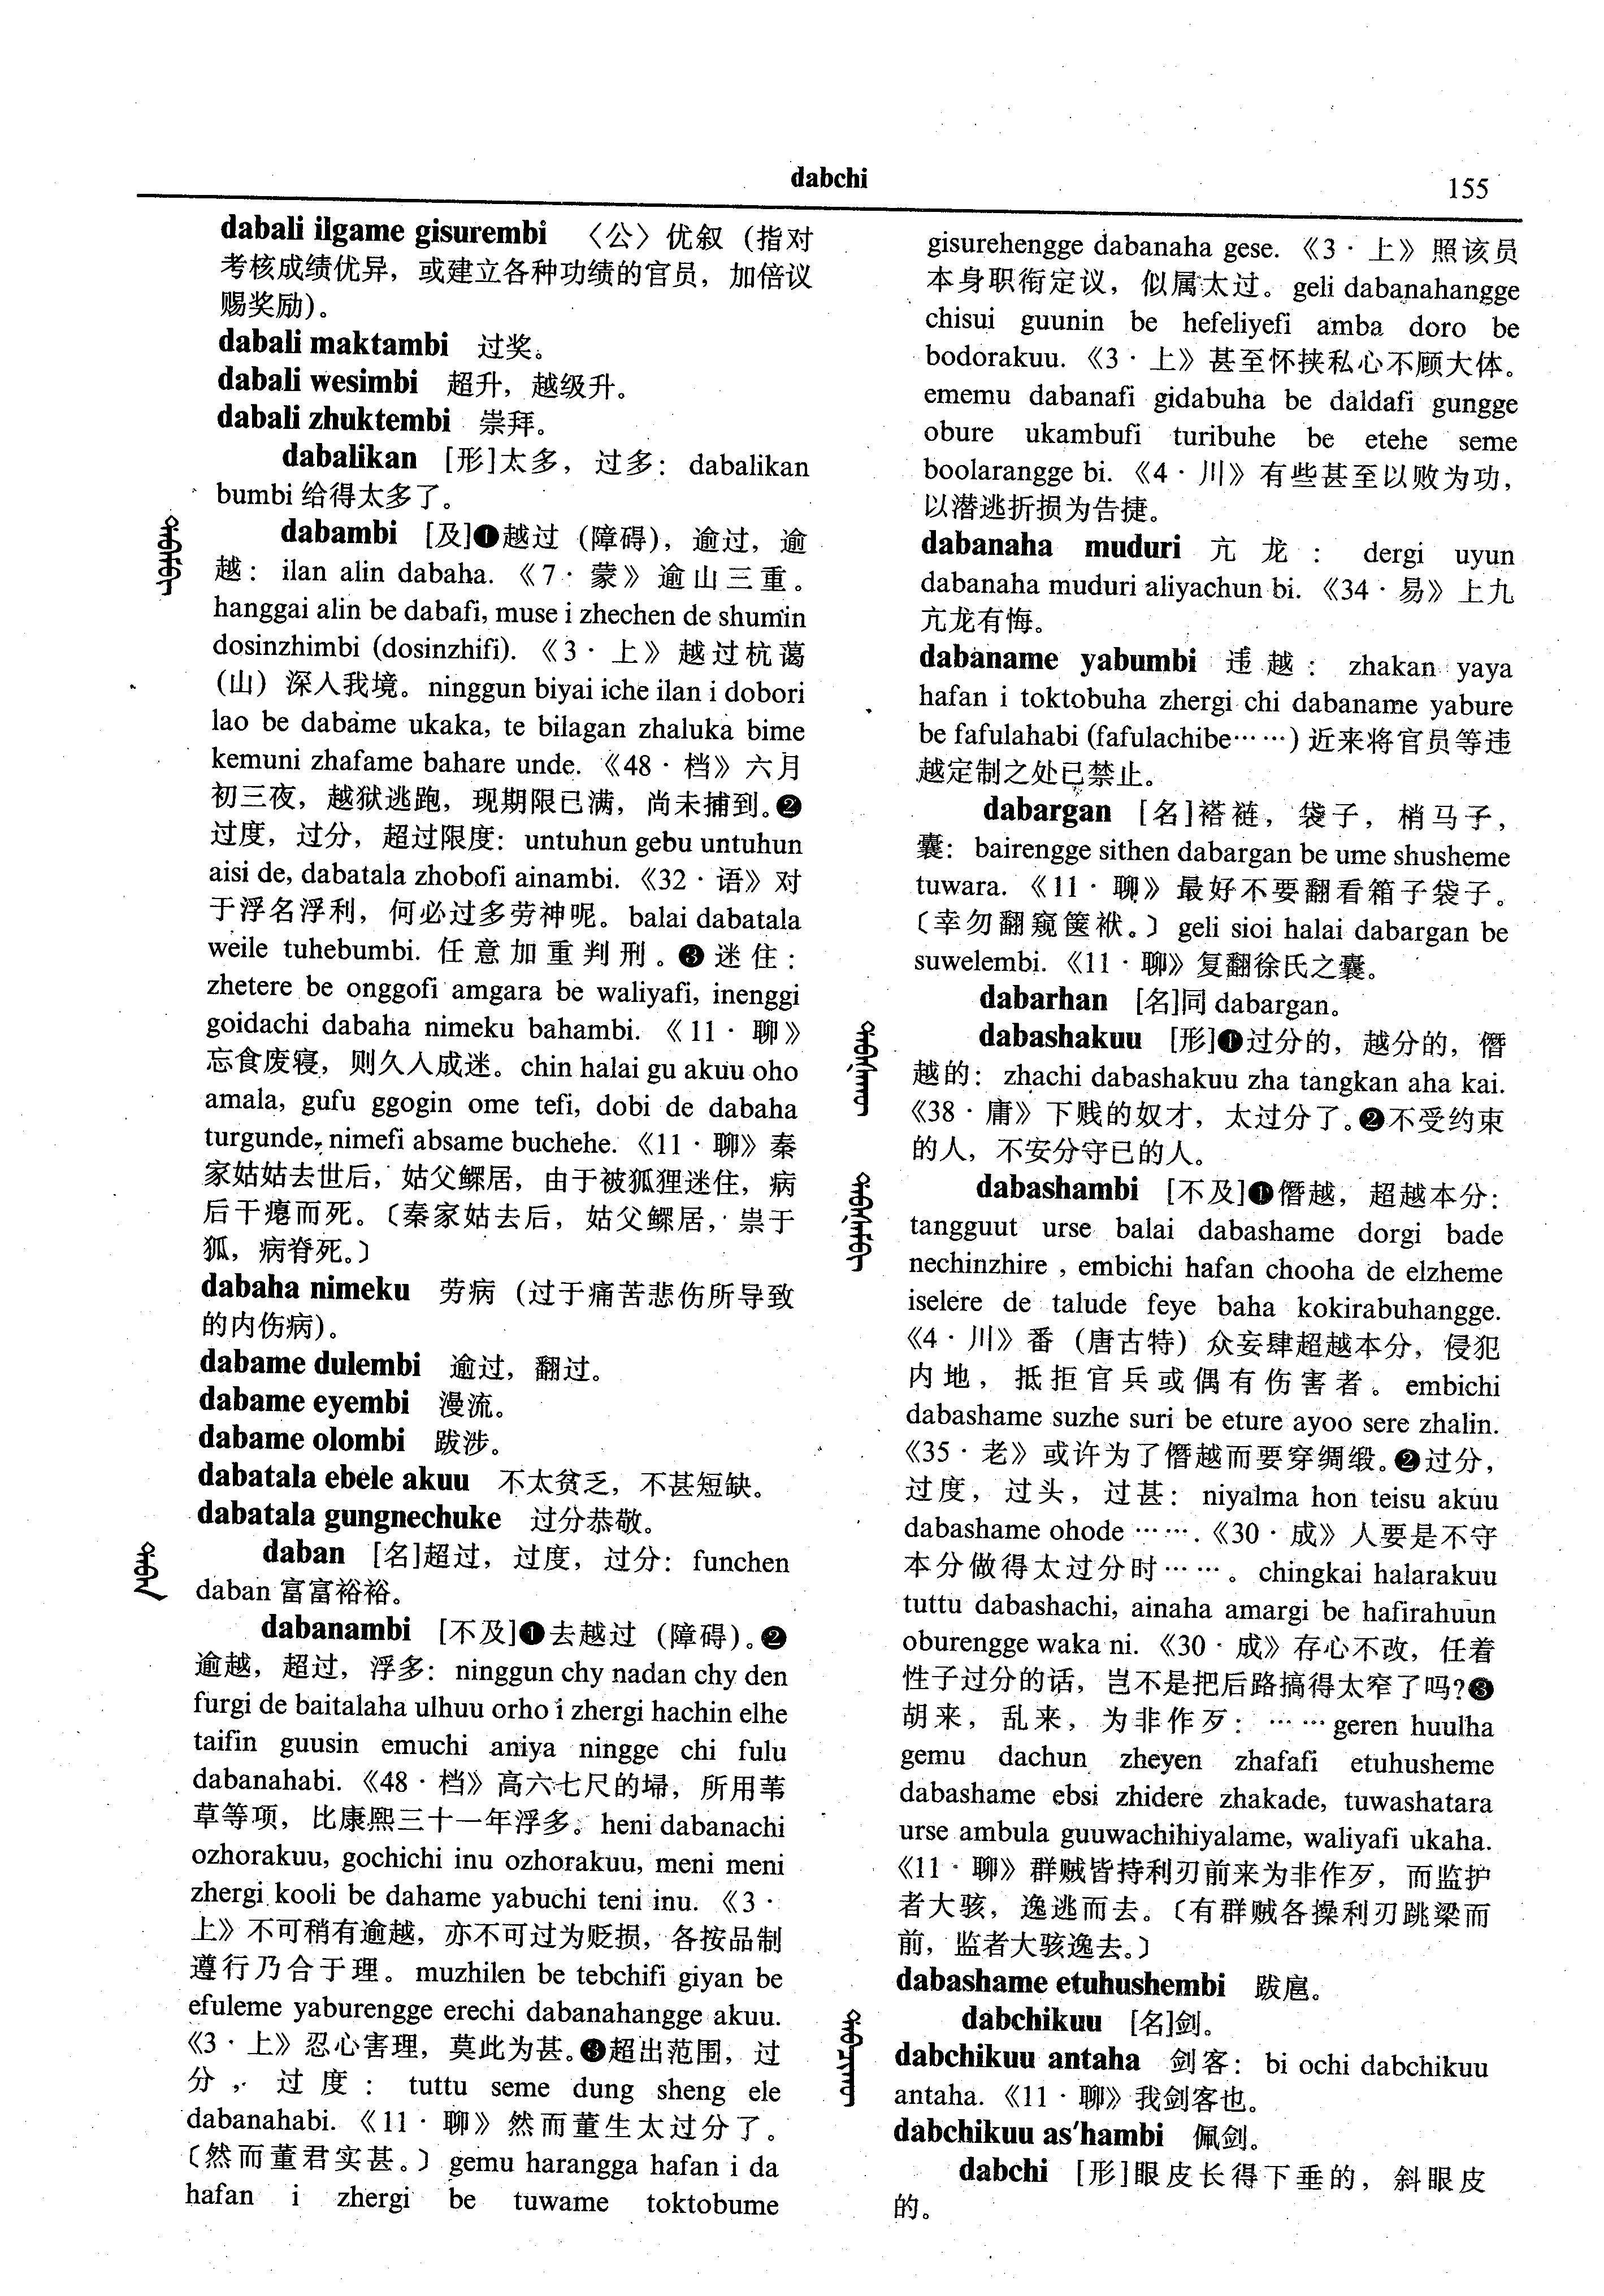 dabchi
155
dabali ilgame gisurembi 〈公〉优叙（指对
考核成绩优异，或建立各种功绩的官员，加倍议
赐奖励）。
dabali maktambi 过奖。
dabali wesimbi 超升，越级升。
dabali zhuktembi 崇拜。
dabalikan [形]太多，过多：dabalikan
bumbi 给得太多了。
dabambi [及]❶越过（障碍），逾过，逾
越：ilan alin dabaha.《7·蒙》逾山三重。
hanggai alin be dabafi, muse i zhechen de shumin
dosinzhimbi (dosinzhifi).《3·上》越过杭蔼
(山）深人我境。ninggun biyai iche ilan i dobori
lao be dabame ukaka, te bilagan zhaluka bime
kemuni zhafame bahare unde.《48·档》六月
初三夜，越狱逃跑，现期限已满，尚未捕到。❷
过度，过分，超过限度：untuhun gebu untuhun
aisi de, dabatala zhobofi ainambi.《32·语》对
于浮名浮利，何必过多劳神呢。balai dabatala
weile tuhebumbi. 任意加重判刑。❸迷住：
zhetere be onggofi amgara be waliyafi, inenggi
goidachi dabaha nimeku bahambi.《11·聊》
忘食废寝，则久人成迷。chin halai gu akuu oho
amala, gufu ggogin ome tefi, dobi de dabaha
turgunde, nimefi absame buchehe.《11·聊》秦
家姑姑去世后，姑父鳏居，由于被狐狸迷住，病
后干瘪而死。〔秦家姑去后，姑父鳏居，祟于
狐，病脊死。〕
dabaha nimeku 劳病（过于痛苦悲伤所导致
的内伤病）。
dabame dulembi 逾过，翻过。
dabame eyembi 漫流。
dabame olombi 跋涉。
dabatala ebele akuu 不太贫乏，不甚短缺。
dabatala gungnechuke 过分恭敬。
daban [名]超过，过度，过分：funchen
daban 富富裕裕。
dabanambi [不及]❶去越过（障碍）。❷
逾越，超过，浮多：ninggun chy nadan chy den
furgi de baitalaha ulhuu orho i zhergi hachin elhe
taifin guusin emuchi aniya ningge chi fulu
dabanahabi.《48·档》高六七尺的埽，所用苇
草等项，比康熙三十一年浮多。heni dabanachi
ozhorakuu, gochichi inu ozhorakuu, meni meni
zhergi kooli be dahame yabuchi teni inu.《3·
上》不可稍有逾越，亦不可过为贬损，各按品制
遵行乃合于理。muzhilen be tebchifi giyan be
efuleme yaburengge erechi dabanahangge akuu.
《3·上》忍心害理，莫此为甚。❸超出范围，过
分，过度：tuttu seme dung sheng ele
dabanahabi.《11·聊》然而董生太过分了。
〔然而董君实甚。〕gemu harangga hafan i da
hafan i zhergi be tuwame toktobume
gisurehengge dabanaha gese.《3·上》照该员
本身职衔定议，似属太过。geli dabanahangge
chisui guunin be hefeliyefi amba doro be
bodorakuu.《3·上》甚至怀挟私心不顾大体。
ememu dabanafi gidabuha be daldafi gungge
obure ukambufi turibuhe be etehe seme
boolarangge bi.《4·川》有些甚至以败为功，
以潜逃折损为告捷。
dabanaha muduri 亢龙：dergi uyun
dabanaha muduri aliyachun bi.《34·易》上九
亢龙有悔。
dabaname yabumbi 违越：zhakan yaya
hafan i toktobuha zhergi chi dabaname yabure
be fafulahabi (fafulachibe……) 近来将官员等违
越定制之处已禁止。
dabargan [名]褡裢，袋子，梢马子，
囊：bairengge sithen dabargan be ume shusheme
tuwara.《11·聊》最好不要翻看箱子袋子。
〔幸勿翻窥箧袱。〕geli sioi halai dabargan be
suwelembi.《11·聊》复翻徐氏之囊。
dabarhan [名]同 dabargan。
dabashakuu [形]❶过分的，越分的，僭
越的：zhachi dabashakuu zha tangkan aha kai.
《38·庸》下贱的奴才，太过分了。❷不受约束
的人，不安分守已的人。
dabashambi [不及]❶僭越，超越本分：
tangguut urse balai dabashame dorgi bade
nechinzhire , embichi hafan chooha de elzheme
iselere de talude feye baha kokirabuhangge.
《4·川》番（唐古特）众妄肆超越本分，侵犯
内地，抵拒官兵或偶有伤害者。embichi
dabashame suzhe suri be eture ayoo sere zhalin.
《35·老》或许为了僭越而要穿绸缎。❷过分，
过度，过头，过甚：niyalma hon teisu akuu
dabashame ohode …….《30·成》人要是不守
本分做得太过分时……。chingkai halarakuu
tuttu dabashachi, ainaha amargi be hafirahuun
oburengge waka ni.《30·成》存心不改，任着
性子过分的话，岂不是把后路搞得太窄了吗?❸
胡来，乱来，为非作歹：……geren huulha
gemu dachun zheyen zhafafi etuhusheme
dabashame ebsi zhidere zhakade, tuwashatara
urse ambula guuwachihiyalame, waliyafi ukaha.
《11·聊》群贼皆持利刃前来为非作歹，而监护
者大骇，逸逃而去。〔有群贼各操利刃跳梁而
前，监者大骇逸去。〕
dabashame etuhushembi 跋扈。
dabchikuu [名]剑。
dabchikuu antaha 剑客：bi ochi dabchikuu
antaha.《11·聊》我剑客也。
dabchikuu as'hambi 佩剑。
dabchi [形]眼皮长得下垂的，斜眼皮
的。